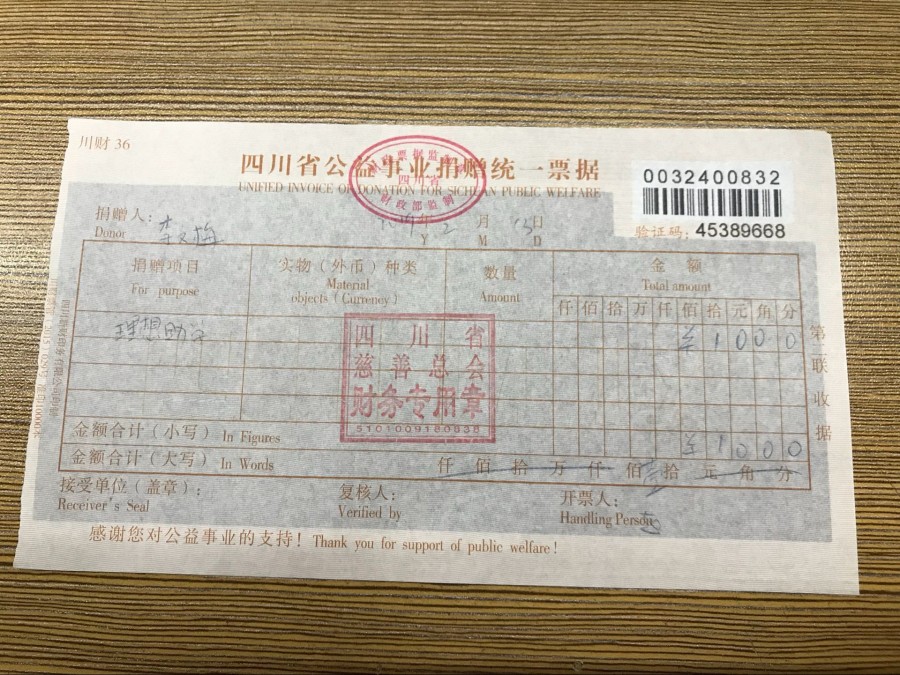 川财 36
四川省公益事业捐赠统一票据
UNIFIED INVOICE OF DONATION FOR SICHUAN PUBLIC WELFARE
0032400832
验证码: 45389668
捐赠人:
Donor
年 2 月 13 日
Y M D
捐赠项目
For purpose
实物（外币）种类
Material
objects (Currency)
数量
Amount
金额
Total amount
仟 佰 拾 万 仟 佰 拾 元 角 分
理想助学
¥ 1 0 0 0 0
四川省
慈善总会
财务专用章
5101009180838
第二联 收据
金额合计（小写） In Figures
¥ 1 0 0 0 0
金额合计（大写） In Words
仟 佰 拾 万 仟 佰 拾 元 角 分
接受单位（盖章）:
Receiver's Seal
复核人:
Verified by
开票人:
Handling Person
感谢您对公益事业的支持! Thank you for support of public welfare!